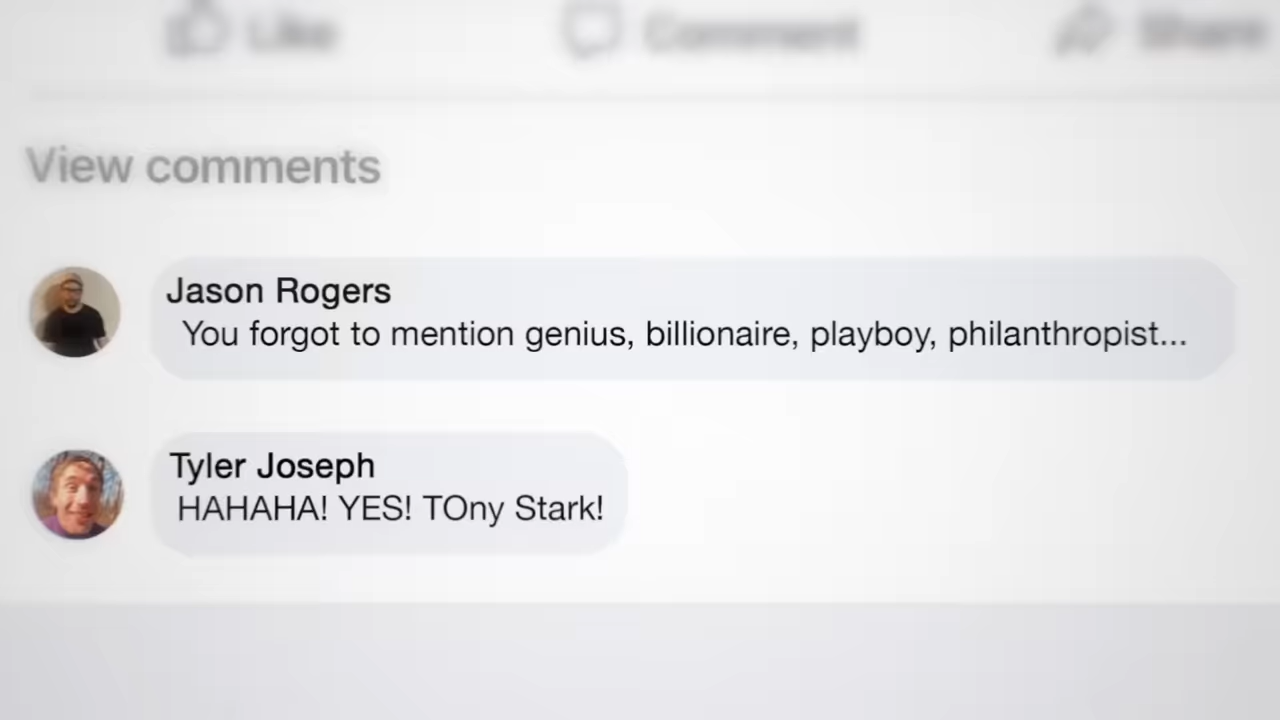 Like Comment Share
View comments
Jason Rogers
You forgot to mention genius, billionaire, playboy, philanthropist...
Tyler Joseph
HAHAHA! YES! TOny Stark!